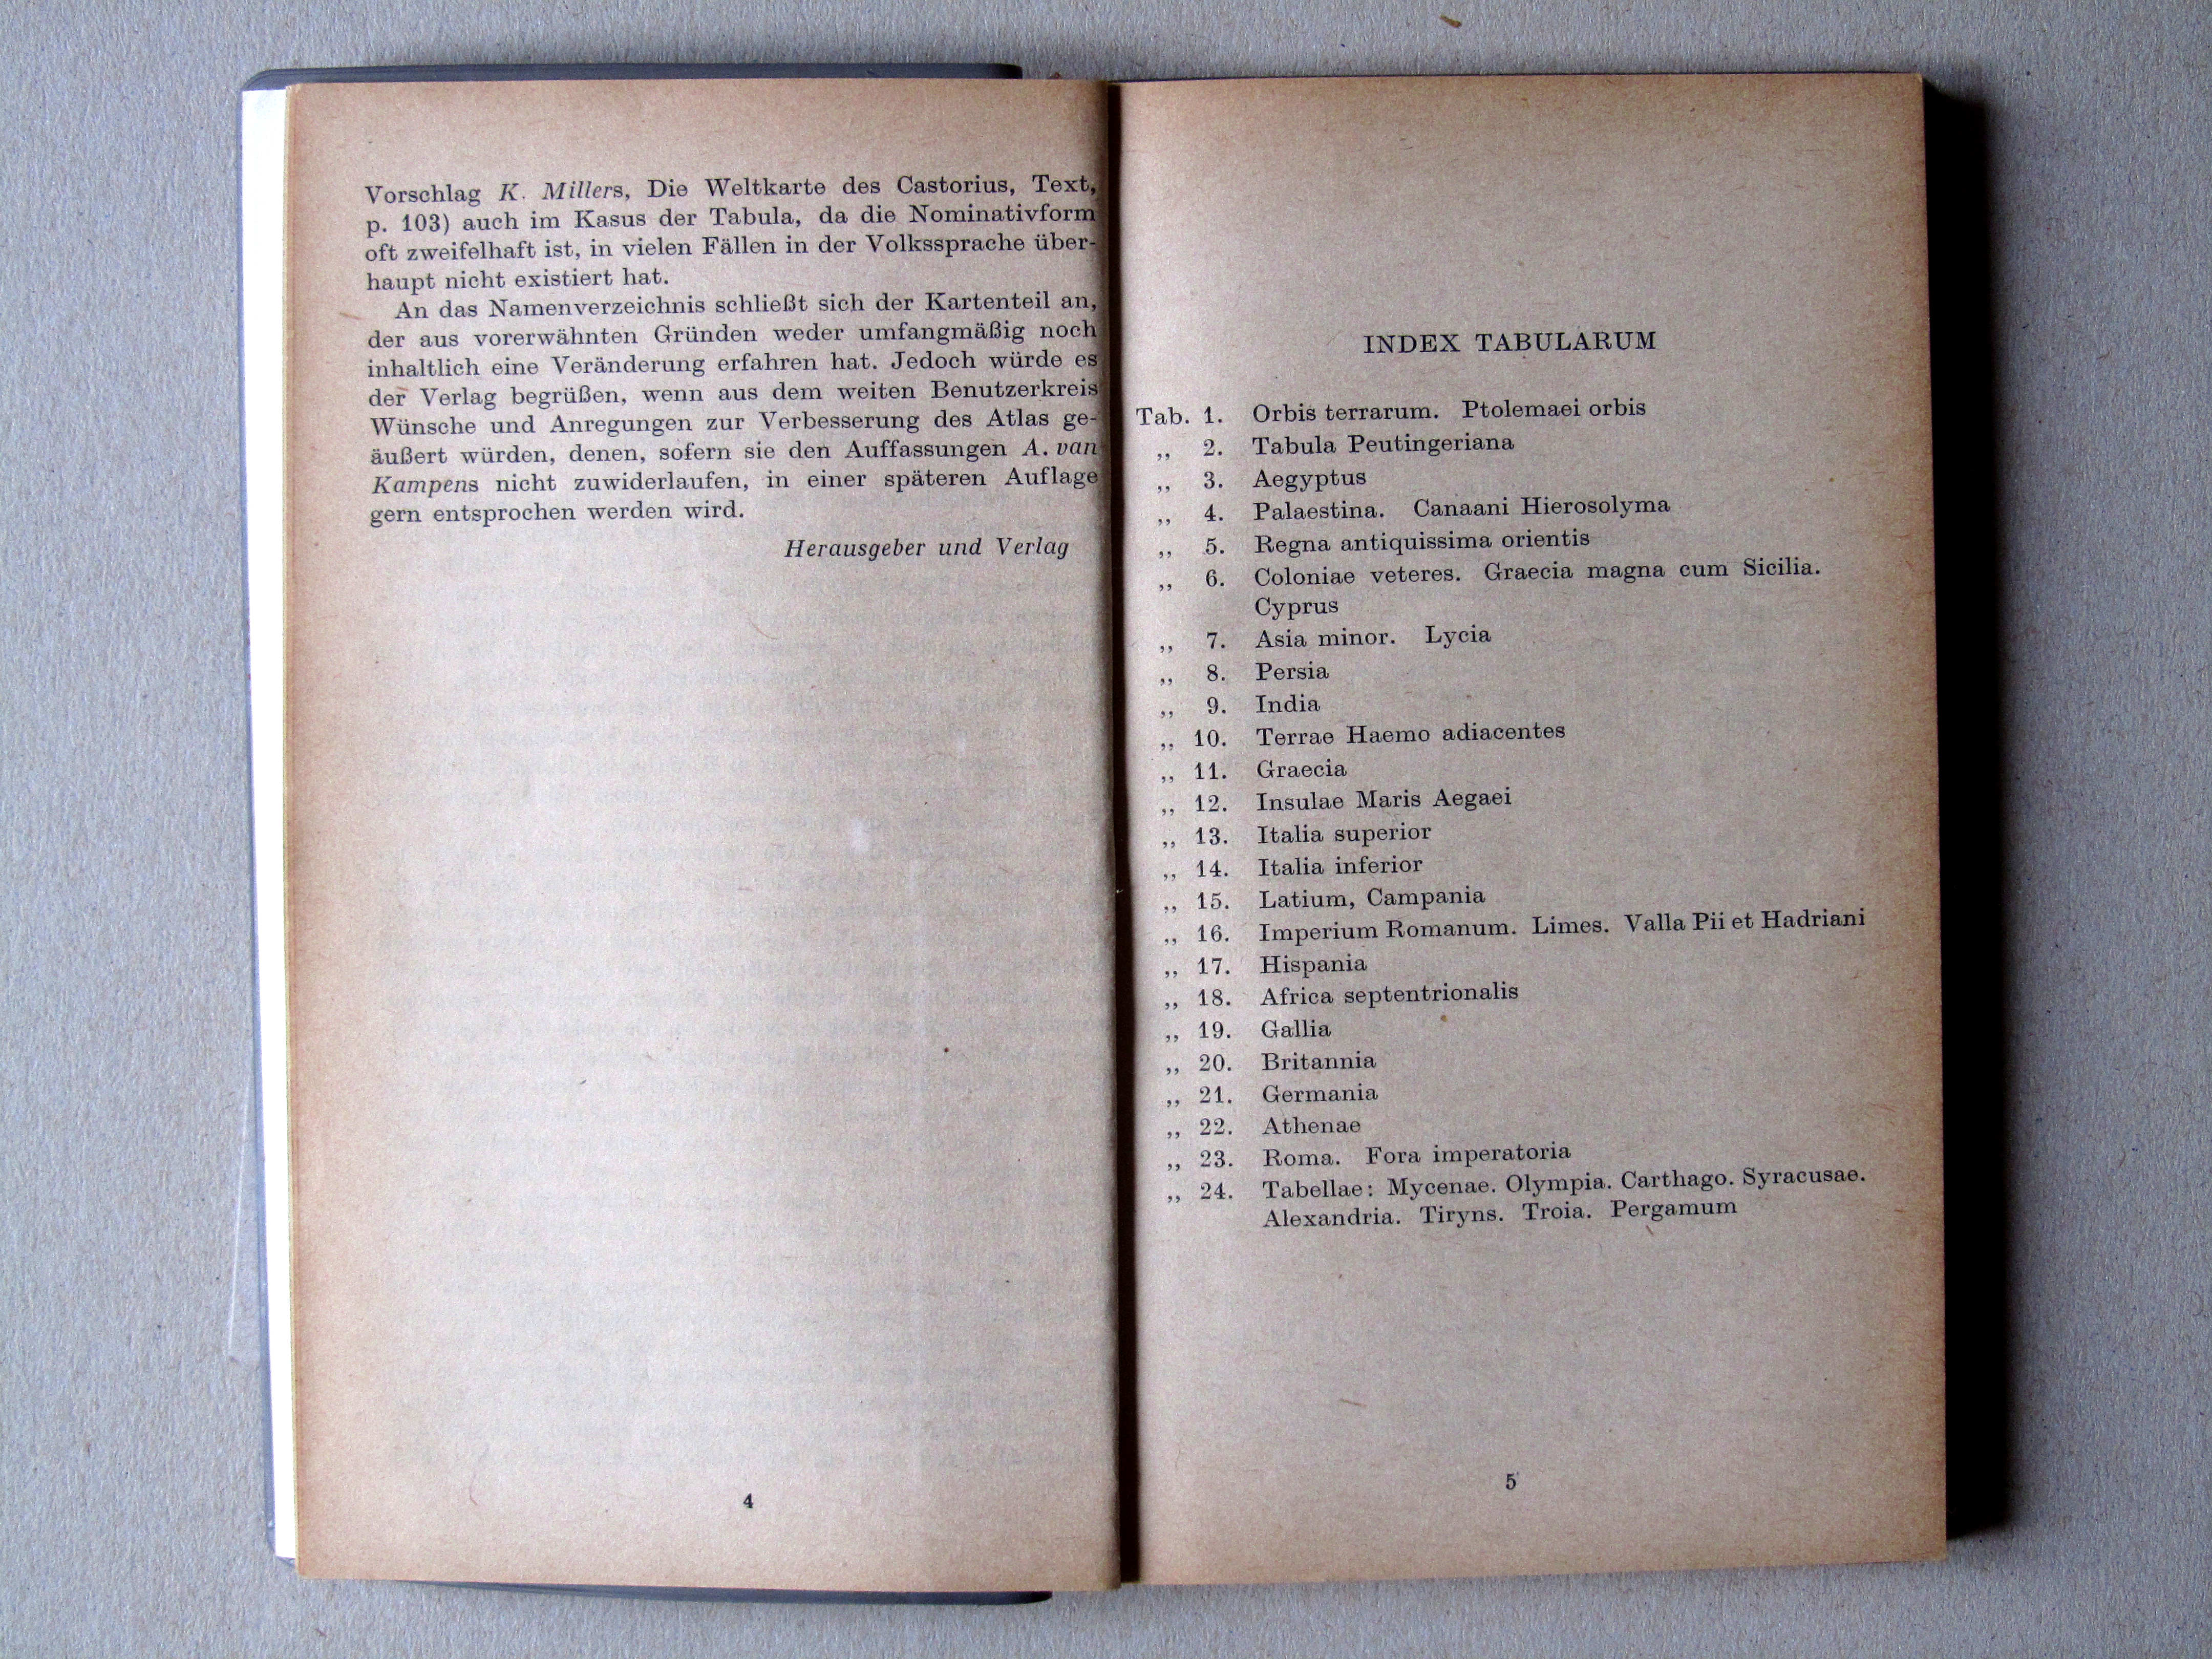 Vorschlag K. Millers, Die Weltkarte des Castorius, Text,
p. 103) auch im Kasus der Tabula, da die Nominativform
oft zweifelhaft ist, in vielen Fällen in der Volkssprache über-
haupt nicht existiert hat.
An das Namenverzeichnis schließt sich der Kartenteil an,
der aus vorerwähnten Gründen weder umfangmäßig noch
inhaltlich eine Veränderung erfahren hat. Jedoch würde es
der Verlag begrüßen, wenn aus dem weiten Benutzerkreis
Wünsche und Anregungen zur Verbesserung des Atlas ge-
äußert würden, denen, sofern sie den Auffassungen A. van
Kampens nicht zuwiderlaufen, in einer späteren Auflage
gern entsprochen werden wird.
Herausgeber und Verlag
4
INDEX TABULARUM
Tab. 1. Orbis terrarum. Ptolemaei orbis
,, 2. Tabula Peutingeriana
,, 3. Aegyptus
,, 4. Palaestina. Canaani Hierosolyma
,, 5. Regna antiquissima orientis
,, 6. Coloniae veteres. Graecia magna cum Sicilia.
Cyprus
,, 7. Asia minor. Lycia
,, 8. Persia
,, 9. India
,, 10. Terrae Haemo adiacentes
,, 11. Graecia
,, 12. Insulae Maris Aegaei
,, 13. Italia superior
,, 14. Italia inferior
,, 15. Latium, Campania
,, 16. Imperium Romanum. Limes. Valla Pii et Hadriani
,, 17. Hispania
,, 18. Africa septentrionalis
,, 19. Gallia
,, 20. Britannia
,, 21. Germania
,, 22. Athenae
,, 23. Roma. Fora imperatoria
,, 24. Tabellae: Mycenae. Olympia. Carthago. Syracusae.
Alexandria. Tiryns. Troia. Pergamum
5